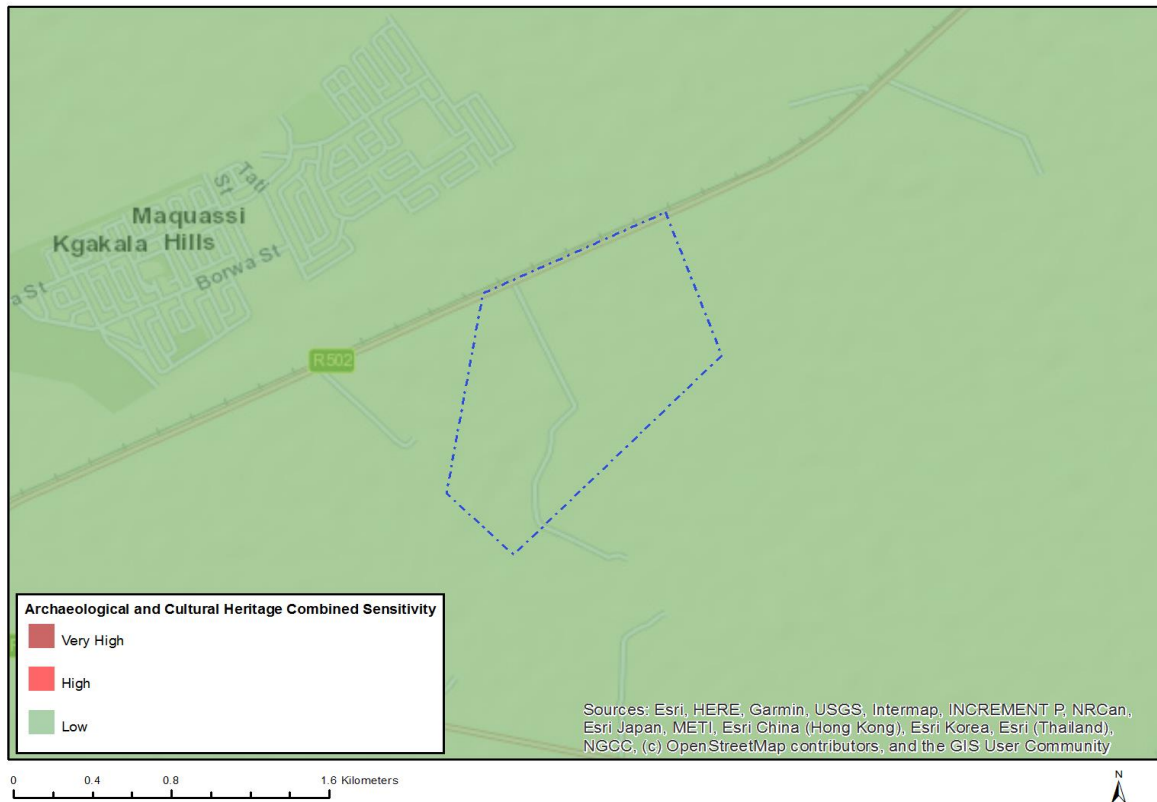 Tati
St
Maquassi
Kgakala Hills
Borwa St
a St
R502
Archaeological and Cultural Heritage Combined Sensitivity
Very High
High
Low
Sources: Esri, HERE, Garmin, USGS, Intermap, INCREMENT P, NRCan,
Esri Japan, METI, Esri China (Hong Kong), Esri Korea, Esri (Thailand),
NGCC, (c) OpenStreetMap contributors, and the GIS User Community
0 0.4 0.8 1.6 Kilometers
N